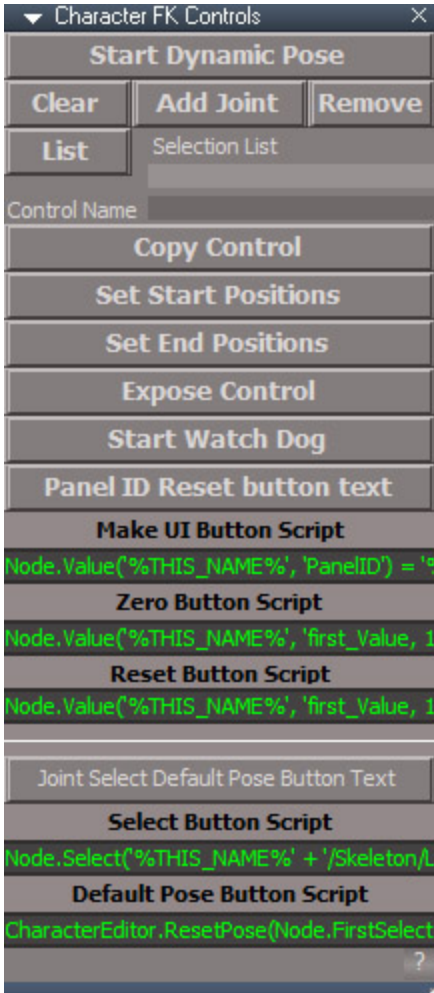 Character FK Controls
Start Dynamic Pose
Clear Add Joint Remove
List Selection List
Control Name
Copy Control
Set Start Positions
Set End Positions
Expose Control
Start Watch Dog
Panel ID Reset button text
Make UI Button Script
Node.Value('%THIS_NAME%', 'PanelID') = '%
Zero Button Script
Node.Value('%THIS_NAME%', 'first_Value, 1
Reset Button Script
Node.Value('%THIS_NAME%', 'first_Value, 1
Joint Select Default Pose Button Text
Select Button Script
Node.Select('%THIS_NAME%' + '/Skeleton/L
Default Pose Button Script
CharacterEditor.ResetPose(Node.FirstSelect
?